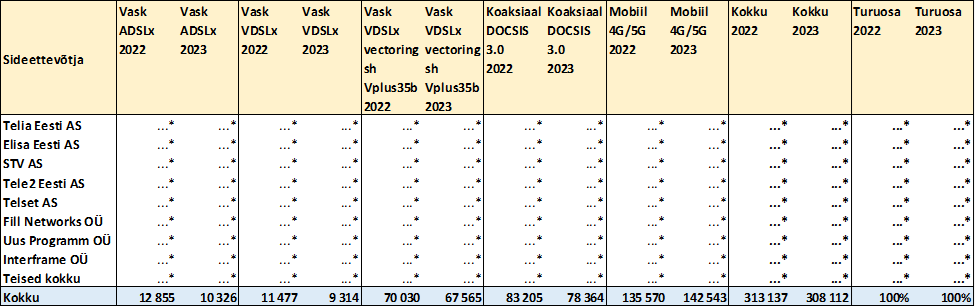 Sideettevõtja	Vask ADSLx 2022	Vask ADSLx 2023	Vask VDSLx 2022	Vask VDSLx 2023	Vask VDSLx vectoring sh Vplus35b 2022	Vask VDSLx vectoring sh Vplus35b 2023	Koaksiaal DOCSIS 3.0 2022	Koaksiaal DOCSIS 3.0 2023	Mobiil 4G/5G 2022	Mobiil 4G/5G 2023	Kokku 2022	Kokku 2023	Turuosa 2022	Turuosa 2023
Telia Eesti AS	...*	...*	...*	...*	...*	...*	...*	...*	...*	...*	...*	...*	...*	...*
Elisa Eesti AS	...*	...*	...*	...*	...*	...*	...*	...*	...*	...*	...*	...*	...*	...*
STV AS	...*	...*	...*	...*	...*	...*	...*	...*	...*	...*	...*	...*	...*	...*
Tele2 Eesti AS	...*	...*	...*	...*	...*	...*	...*	...*	...*	...*	...*	...*	...*	...*
Telset AS	...*	...*	...*	...*	...*	...*	...*	...*	...*	...*	...*	...*	...*	...*
Fill Networks OÜ	...*	...*	...*	...*	...*	...*	...*	...*	...*	...*	...*	...*	...*	...*
Uus Programm OÜ	...*	...*	...*	...*	...*	...*	...*	...*	...*	...*	...*	...*	...*	...*
Interframe OÜ	...*	...*	...*	...*	...*	...*	...*	...*	...*	...*	...*	...*	...*	...*
Teised kokku	...*	...*	...*	...*	...*	...*	...*	...*	...*	...*	...*	...*	...*	...*
Kokku	12 855	10 326	11 477	9 314	70 030	67 565	83 205	78 364	135 570	142 543	313 137	308 112	100%	100%